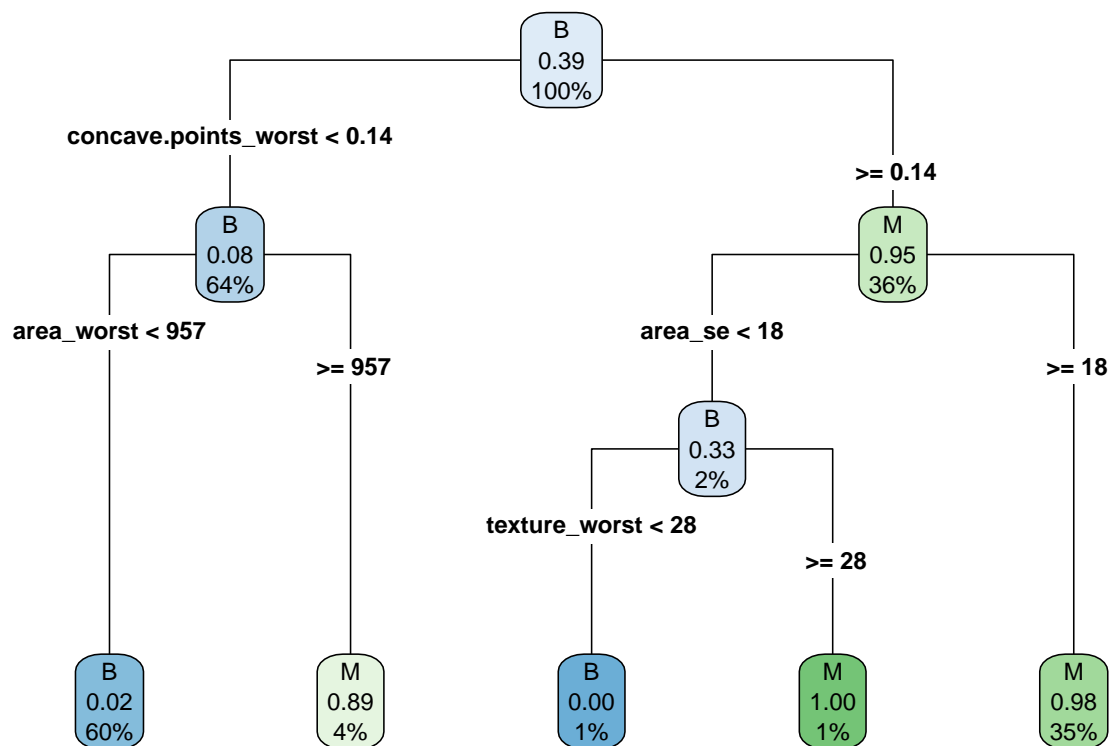 B
0.39
100%
concave.points_worst < 0.14
>= 0.14
B
0.08
64%
M
0.95
36%
area_worst < 957
>= 957
area_se < 18
>= 18
B
0.33
2%
texture_worst < 28
>= 28
B
0.02
60%
M
0.89
4%
B
0.00
1%
M
1.00
1%
M
0.98
35%